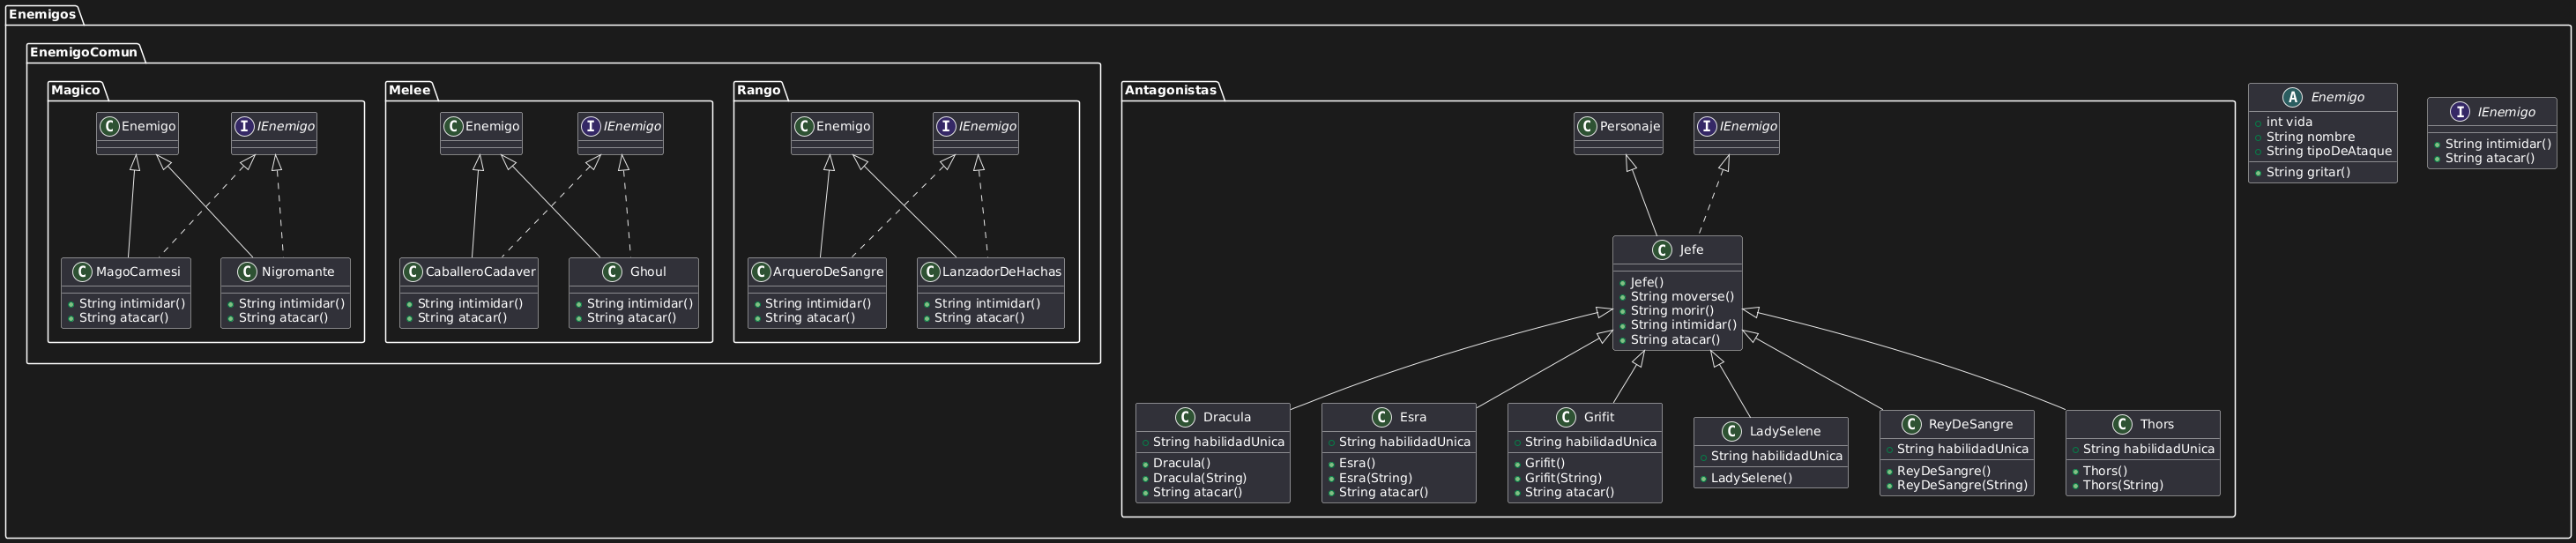 Enemigos
EnemigoComun
Magico
C Enemigo
I IEnemigo
C MagoCarmesi
String intimidar()
String atacar()
C Nigromante
String intimidar()
String atacar()
Melee
C Enemigo
I IEnemigo
C CaballeroCadaver
String intimidar()
String atacar()
C Ghoul
String intimidar()
String atacar()
Rango
C Enemigo
I IEnemigo
C ArqueroDeSangre
String intimidar()
String atacar()
C LanzadorDeHachas
String intimidar()
String atacar()
Antagonistas
C Personaje
I IEnemigo
C Jefe
Jefe()
String moverse()
String morir()
String intimidar()
String atacar()
C Dracula
String habilidadUnica
Dracula()
Dracula(String)
String atacar()
C Esra
String habilidadUnica
Esra()
Esra(String)
String atacar()
C Grifit
String habilidadUnica
Grifit()
Grifit(String)
String atacar()
C LadySelene
String habilidadUnica
LadySelene()
C ReyDeSangre
String habilidadUnica
ReyDeSangre()
ReyDeSangre(String)
C Thors
String habilidadUnica
Thors()
Thors(String)
A Enemigo
int vida
String nombre
String tipoDeAtaque
String gritar()
I IEnemigo
String intimidar()
String atacar()